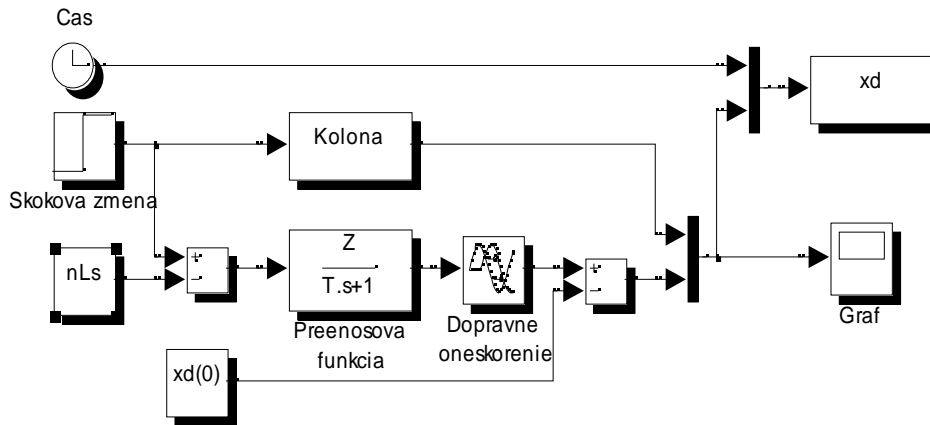 Cas
xd
Kolona
Skokova zmena
nLs
+
−
Z
T.s+1
+
−
Preenosova
funkcia
Dopravne
oneskorenie
Graf
xd(0)